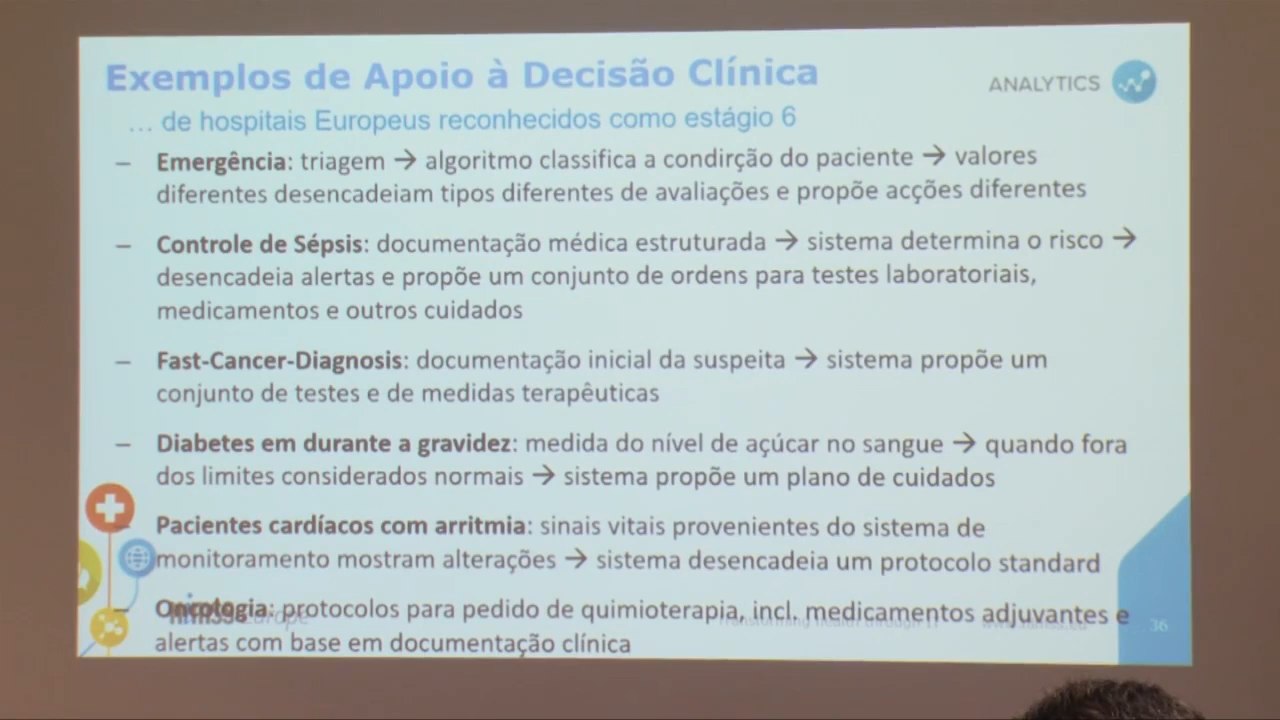 Exemplos de Apoio à Decisão Clínica
ANALYTICS
... de hospitais Europeus reconhecidos como estágio 6
– Emergência: triagem → algoritmo classifica a condirção do paciente → valores
diferentes desencadeiam tipos diferentes de avaliações e propõe acções diferentes
– Controle de Sépsis: documentação médica estruturada → sistema determina o risco →
desencadeia alertas e propõe um conjunto de ordens para testes laboratoriais,
medicamentos e outros cuidados
– Fast-Cancer-Diagnosis: documentação inicial da suspeita → sistema propõe um
conjunto de testes e de medidas terapêuticas
– Diabetes em durante a gravidez: medida do nível de açúcar no sangue → quando fora
dos limites considerados normais → sistema propõe um plano de cuidados
– Pacientes cardíacos com arritmia: sinais vitais provenientes do sistema de
monitoramento mostram alterações → sistema desencadeia um protocolo standard
– Oncologia: protocolos para pedido de quimioterapia, incl. medicamentos adjuvantes e
alertas com base em documentação clínica
Europe
36